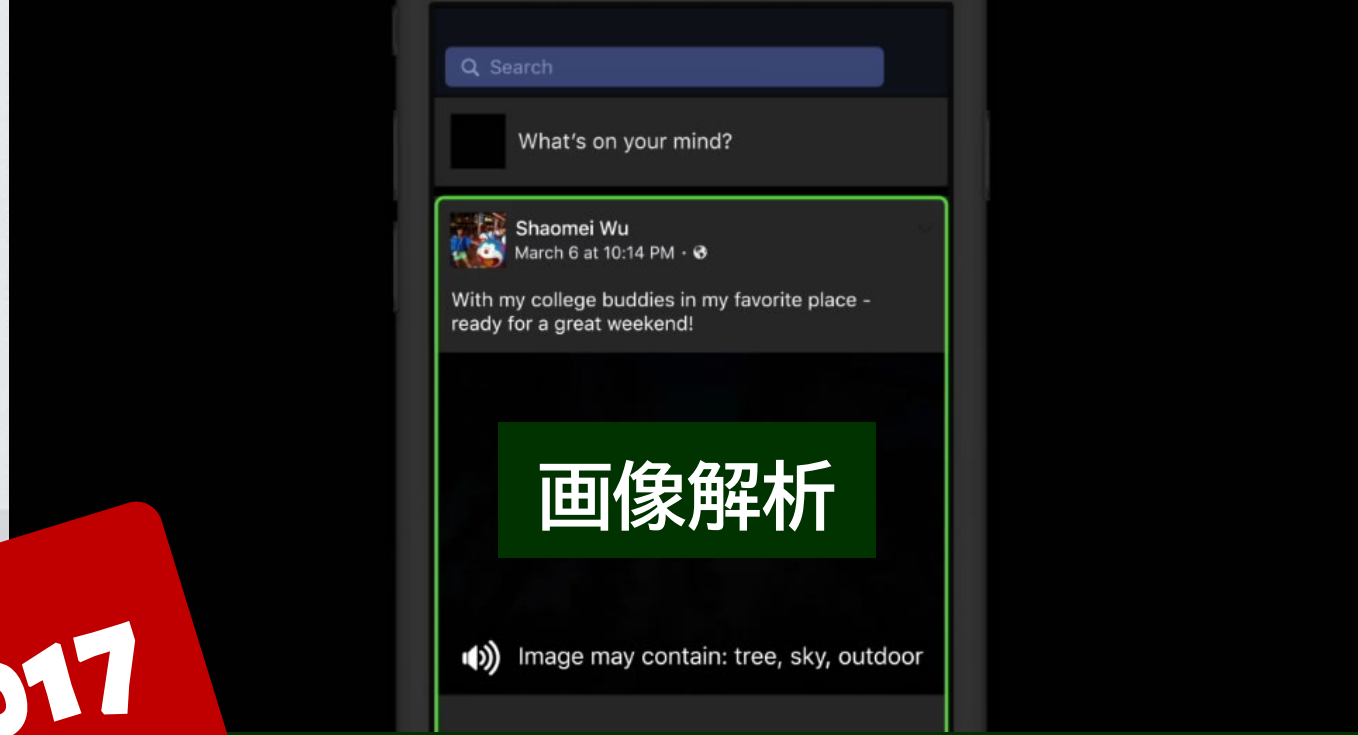 Search
What's on your mind?
Shaomei Wu
March 6 at 10:14 PM ·
With my college buddies in my favorite place -
ready for a great weekend!
画像解析
Image may contain: tree, sky, outdoor
017